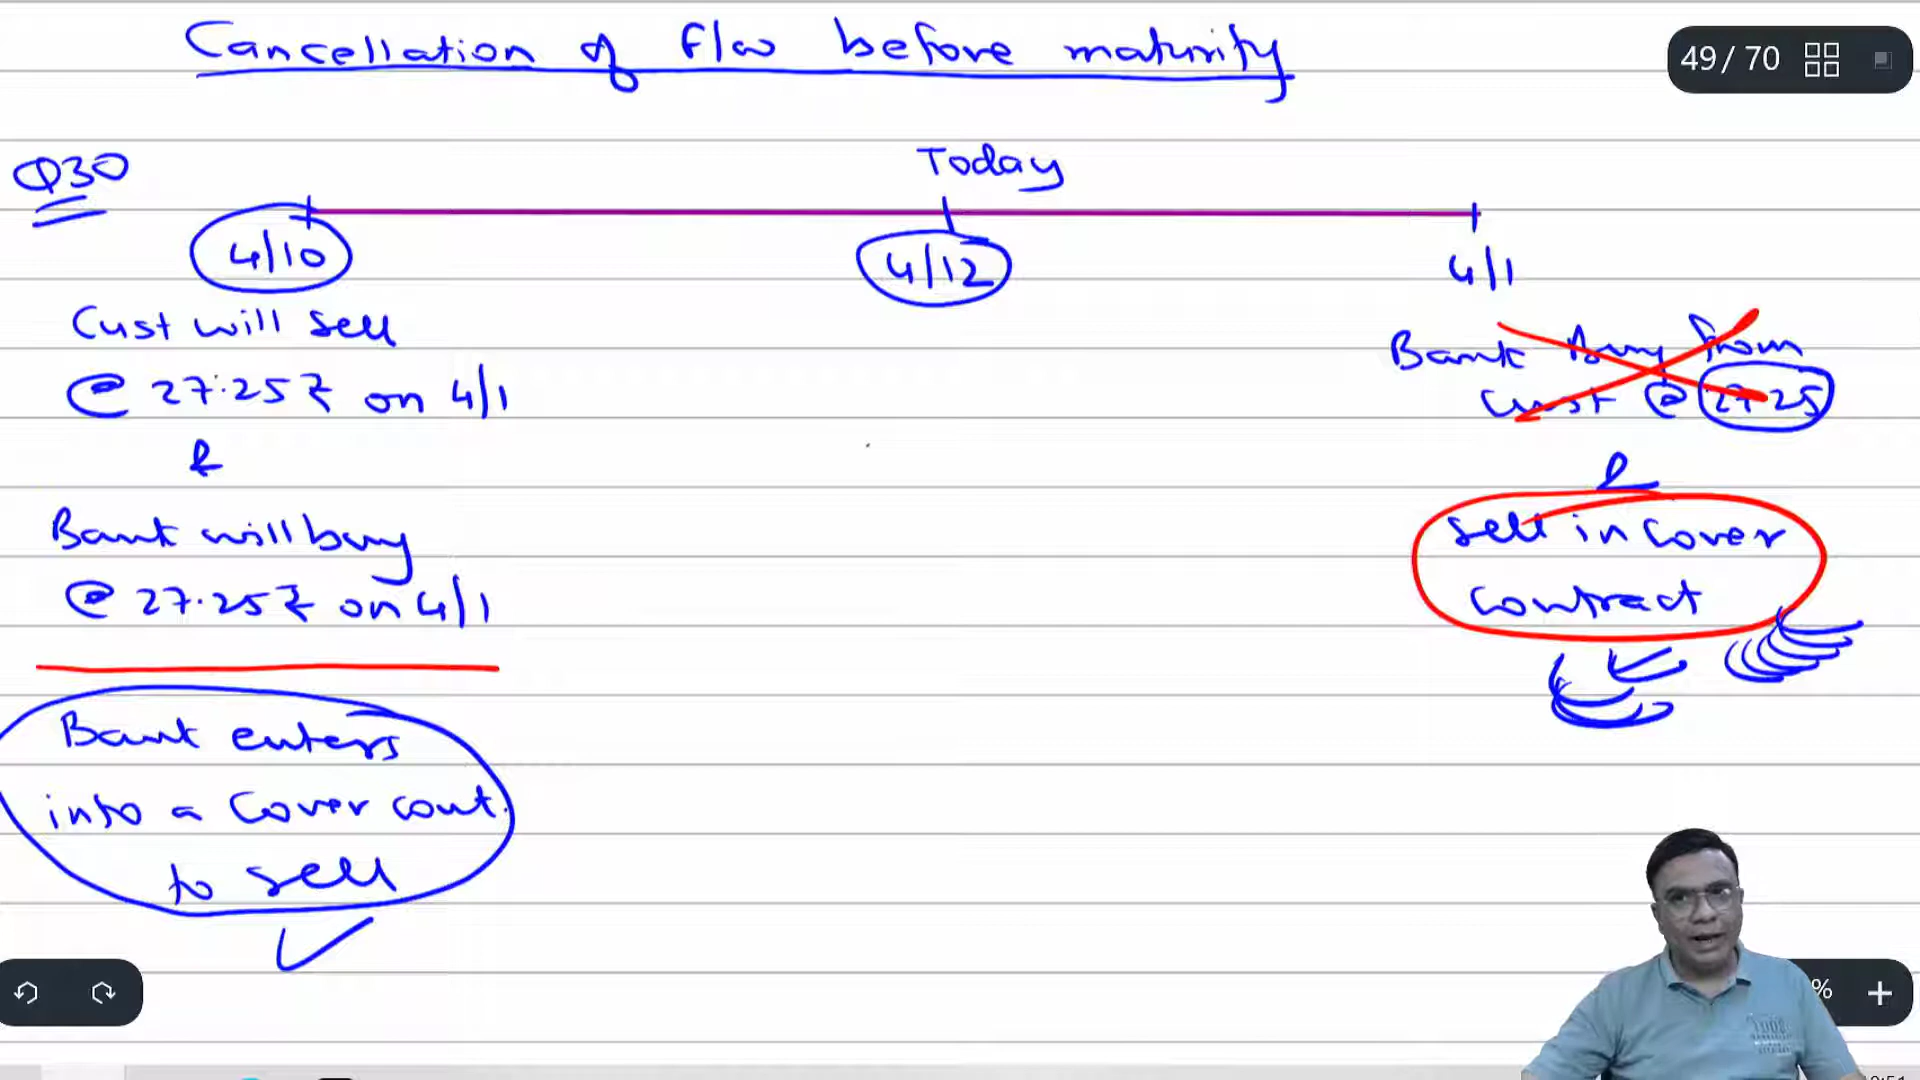 Cancellation of flw before maturity
49 / 70
Q30
Today
4/10
4/12
4/1
Cust will sell
@ 27.25₹ on 4/1
&
Bank will buy
@ 27.25₹ on 4/1
Bank enters
into a Cover cont.
to sell
Bank buy from
cust @ 27.25
&
sell in cover
contract
%